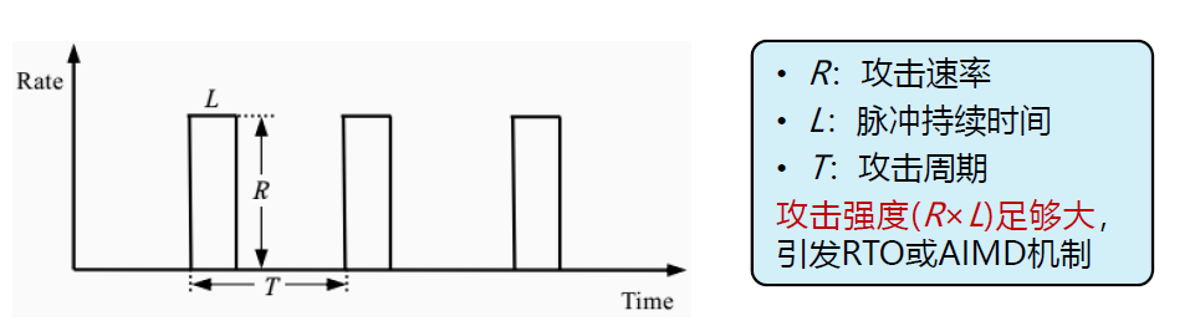 Rate
L
R
T
Time
• R: 攻击速率
• L: 脉冲持续时间
• T: 攻击周期
攻击强度(R×L)足够大,
引发RTO或AIMD机制